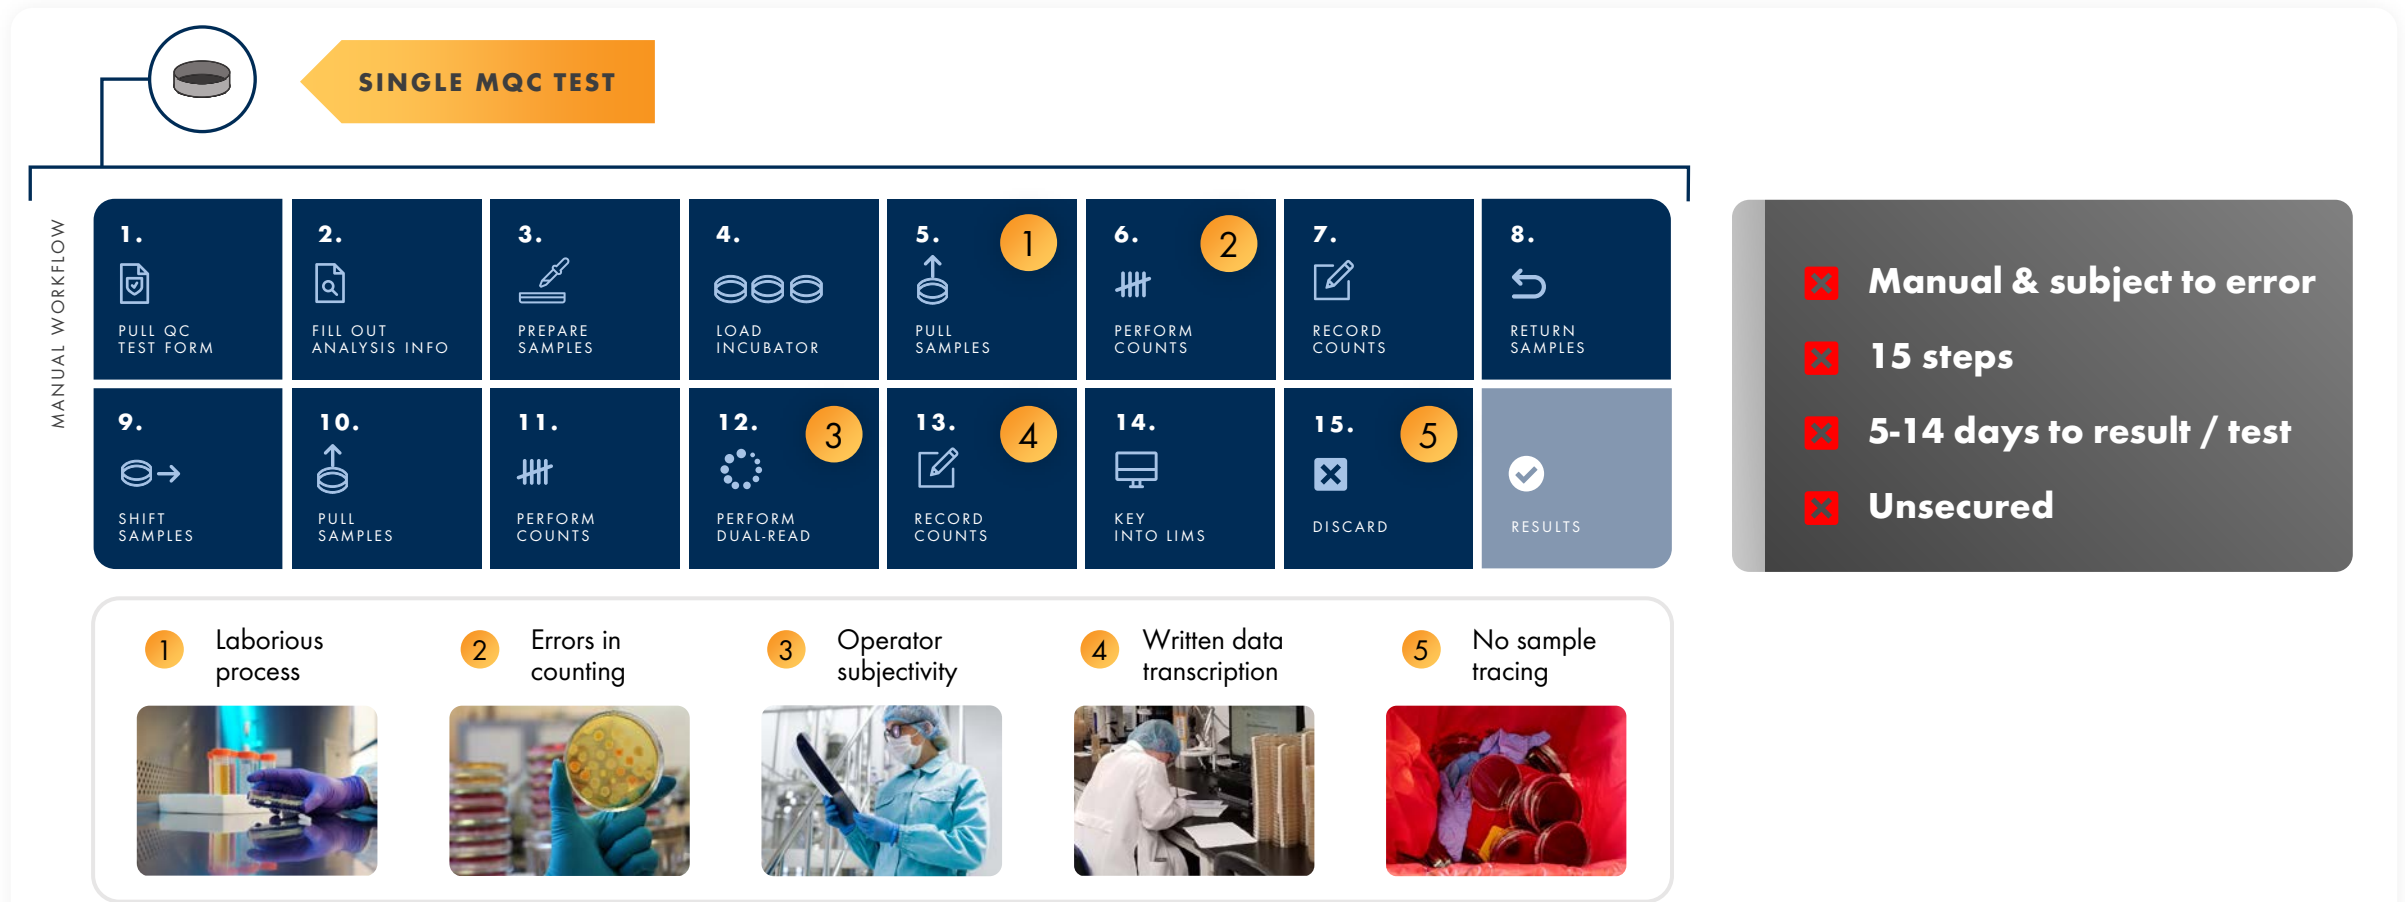 SINGLE MQC TEST
MANUAL WORKFLOW
1.
PULL QC
TEST FORM
2.
FILL OUT
ANALYSIS INFO
3.
PREPARE
SAMPLES
4.
LOAD
INCUBATOR
5.
1
PULL
SAMPLES
6.
2
PERFORM
COUNTS
7.
RECORD
COUNTS
8.
RETURN
SAMPLES
9.
SHIFT
SAMPLES
10.
PULL
SAMPLES
11.
PERFORM
COUNTS
12.
3
PERFORM
DUAL-READ
13.
4
RECORD
COUNTS
14.
KEY
INTO LIMS
15.
5
DISCARD
RESULTS
Manual & subject to error
15 steps
5-14 days to result / test
Unsecured
1
Laborious
process
2
Errors in
counting
3
Operator
subjectivity
4
Written data
transcription
5
No sample
tracing